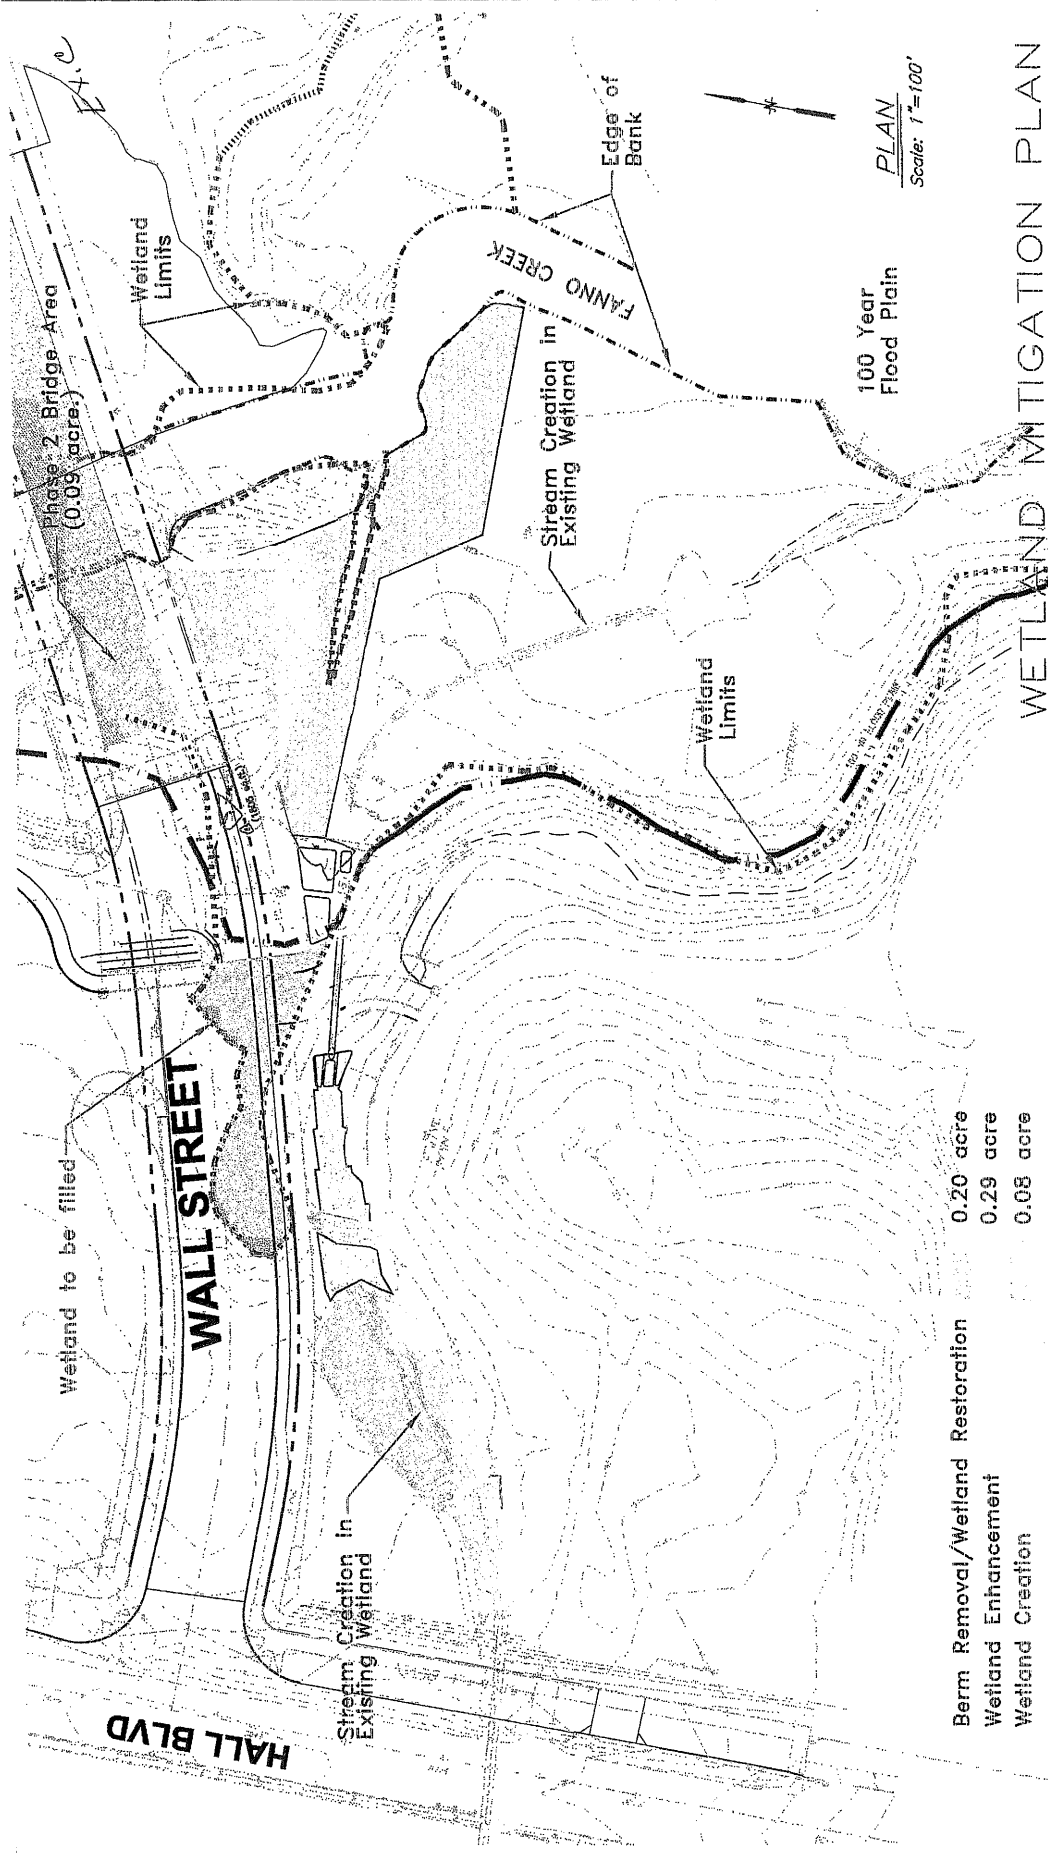 Ex. C
Phase 2 Bridge Area
(0.09 acre)
Wetland
Limits
Edge of
Bank
FANNO CREEK
PLAN
Scale: 1"=100'
100 Year
Flood Plain
Stream Creation in
Existing Wetland
Wetland
Limits
Wetland to be filled
WALL STREET
HALL BLVD
Stream Creation in
Existing Wetland
Berm Removal/Wetland Restoration 0.20 acre
Wetland Enhancement 0.29 acre
Wetland Creation 0.08 acre
WETLAND MITIGATION PLAN